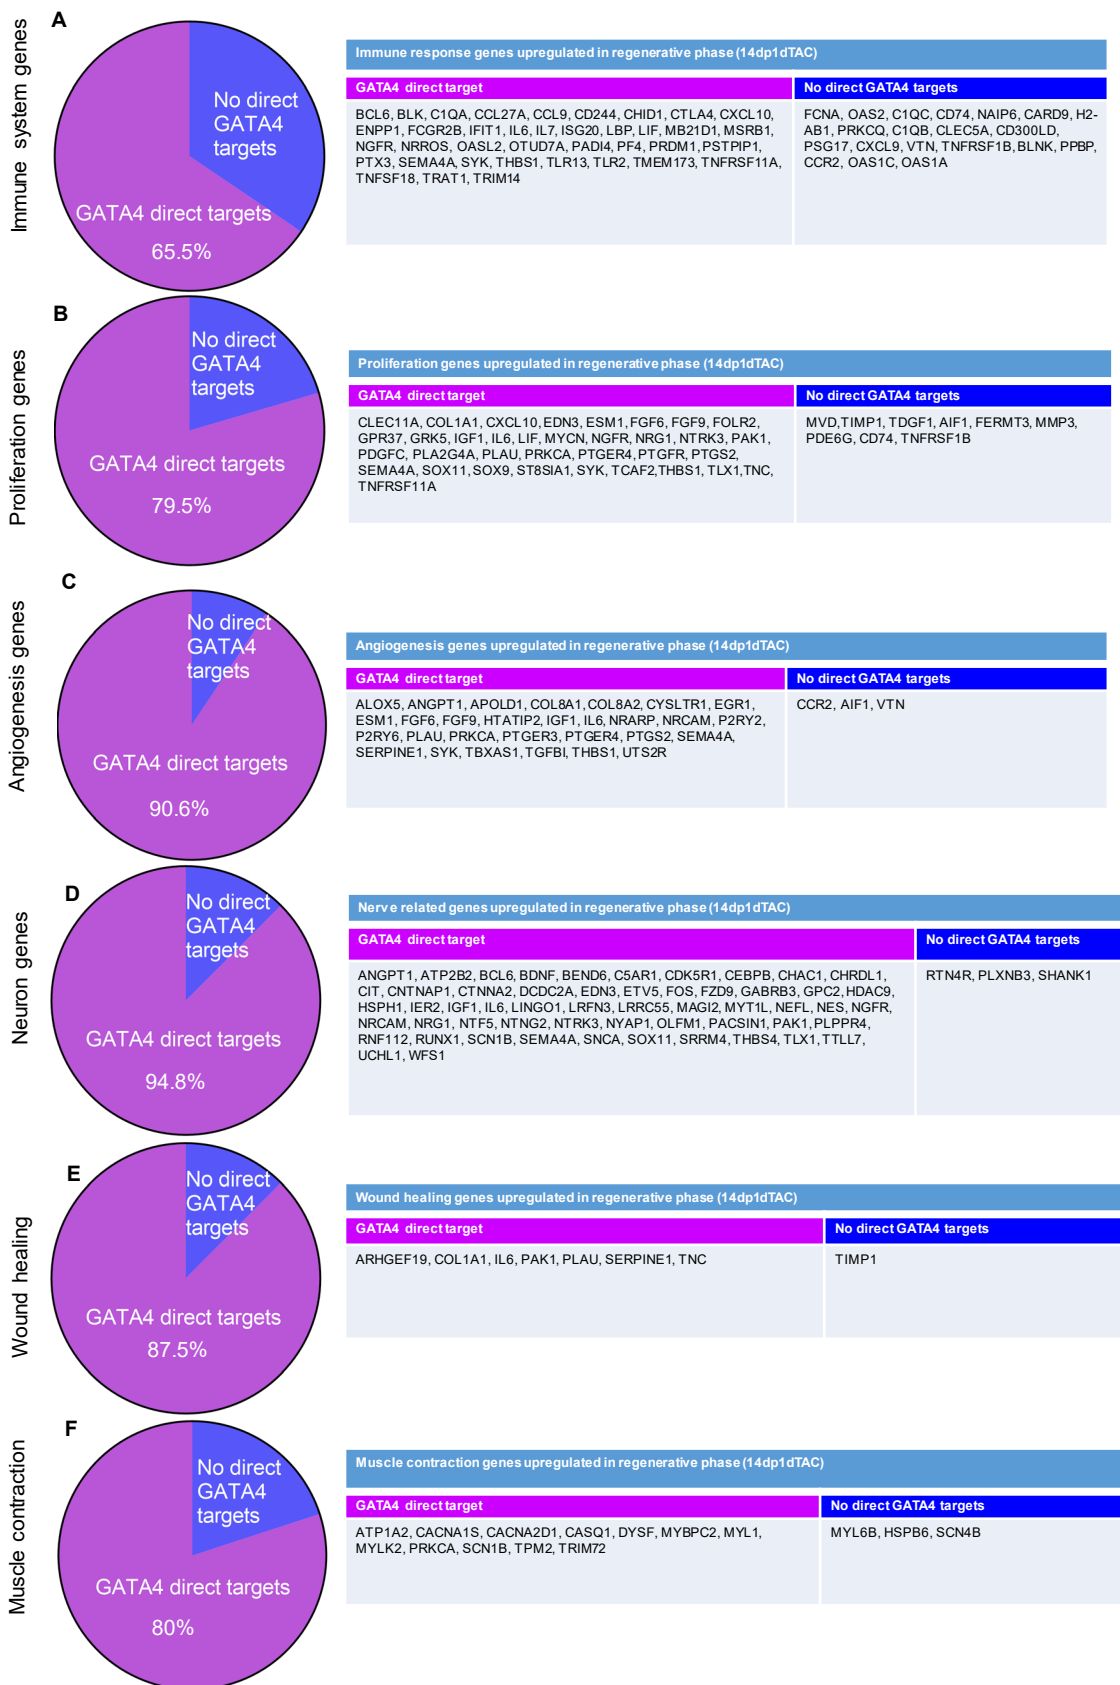 A
Immune system genes
No direct
GATA4
targets
GATA4 direct targets
65.5%
Immune response genes upregulated in regenerative phase (14dp1dTAC)
GATA4 direct target
No direct GATA4 targets
BCL6, BLK, C1QA, CCL27A, CCL9, CD244, CHID1, CTLA4, CXCL10,
ENPP1, FCGR2B, IFIT1, IL6, IL7, ISG20, LBP, LIF, MB21D1, MSRB1,
NGFR, NRROS, OASL2, OTUD7A, PADI4, PF4, PRDM1, PSTPIP1,
PTX3, SEMA4A, SYK, THBS1, TLR13, TLR2, TMEM173, TNFRSF11A,
TNFSF18, TRAT1, TRIM14
FCNA, OAS2, C1QC, CD74, NAIP6, CARD9, H2-
AB1, PRKCQ, C1QB, CLEC5A, CD300LD,
PSG17, CXCL9, VTN, TNFRSF1B, BLNK, PPBP,
CCR2, OAS1C, OAS1A
B
Proliferation genes
No direct
GATA4
targets
GATA4 direct targets
79.5%
Proliferation genes upregulated in regenerative phase (14dp1dTAC)
GATA4 direct target
No direct GATA4 targets
CLEC11A, COL1A1, CXCL10, EDN3, ESM1, FGF6, FGF9, FOLR2,
GPR37, GRK5, IGF1, IL6, LIF, MYCN, NGFR, NRG1, NTRK3, PAK1,
PDGFC, PLA2G4A, PLAU, PRKCA, PTGER4, PTGFR, PTGS2,
SEMA4A, SOX11, SOX9, ST8SIA1, SYK, TCAF2, THBS1, TLX1, TNC,
TNFRSF11A
MVD, TIMP1, TDGF1, AIF1, FERMT3, MMP3,
PDE6G, CD74, TNFRSF1B
C
Angiogenesis genes
No direct
GATA4
targets
GATA4 direct targets
90.6%
Angiogenesis genes upregulated in regenerative phase (14dp1dTAC)
GATA4 direct target
No direct GATA4 targets
ALOX5, ANGPT1, APOLD1, COL8A1, COL8A2, CYSLTR1, EGR1,
ESM1, FGF6, FGF9, HTATIP2, IGF1, IL6, NRARP, NRCAM, P2RY2,
P2RY6, PLAU, PRKCA, PTGER3, PTGER4, PTGS2, SEMA4A,
SERPINE1, SYK, TBXAS1, TGFBI, THBS1, UTS2R
CCR2, AIF1, VTN
D
Neuron genes
No direct
GATA4
targets
GATA4 direct targets
94.8%
Nerve related genes upregulated in regenerative phase (14dp1dTAC)
GATA4 direct target
No direct GATA4 targets
ANGPT1, ATP2B2, BCL6, BDNF, BEND6, C5AR1, CDK5R1, CEBPB, CHAC1, CHRDL1,
CIT, CNTNAP1, CTNNA2, DCDC2A, EDN3, ETV5, FOS, FZD9, GABRB3, GPC2, HDAC9,
HSPH1, IER2, IGF1, IL6, LINGO1, LRFN3, LRRC55, MAGI2, MYT1L, NEFL, NES, NGFR,
NRCAM, NRG1, NTF5, NTNG2, NTRK3, NYAP1, OLFM1, PACSIN1, PAK1, PLPPR4,
RNF112, RUNX1, SCN1B, SEMA4A, SNCA, SOX11, SRRM4, THBS4, TLX1, TTLL7,
UCHL1, WFS1
RTN4R, PLXNB3, SHANK1
E
Wound healing
No direct
GATA4
targets
GATA4 direct targets
87.5%
Wound healing genes upregulated in regenerative phase (14dp1dTAC)
GATA4 direct target
No direct GATA4 targets
ARHGEF19, COL1A1, IL6, PAK1, PLAU, SERPINE1, TNC
TIMP1
F
Muscle contraction
No direct
GATA4
targets
GATA4 direct targets
80%
Muscle contraction genes upregulated in regenerative phase (14dp1dTAC)
GATA4 direct target
No direct GATA4 targets
ATP1A2, CACNA1S, CACNA2D1, CASQ1, DYSF, MYBPC2, MYL1,
MYLK2, PRKCA, SCN1B, TPM2, TRIM72
MYL6B, HSPB6, SCN4B